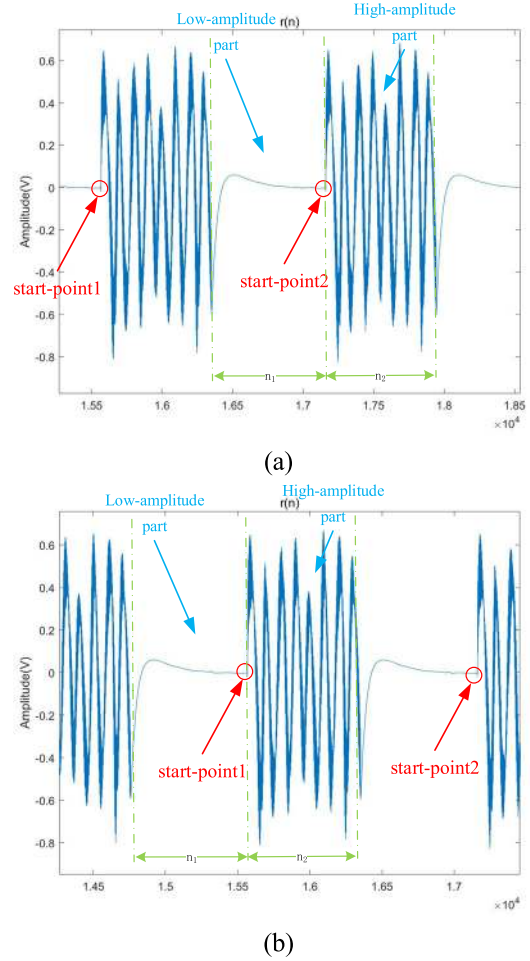 Low-amplitude
part
r(n)
High-amplitude
part
0.6
0.4
0.2
0
-0.2
-0.4
-0.6
-0.8
Amplitude(V)
start-point1
start-point2
n₁
n₂
1.55
1.6
1.65
1.7
1.75
1.8
1.85
×10⁴
(a)
Low-amplitude
part
High-amplitude
r(n)
part
0.6
0.4
0.2
0
-0.2
-0.4
-0.6
-0.8
Amplitude(V)
start-point1
start-point2
n₁
n₂
1.45
1.5
1.55
1.6
1.65
1.7
×10⁴
(b)